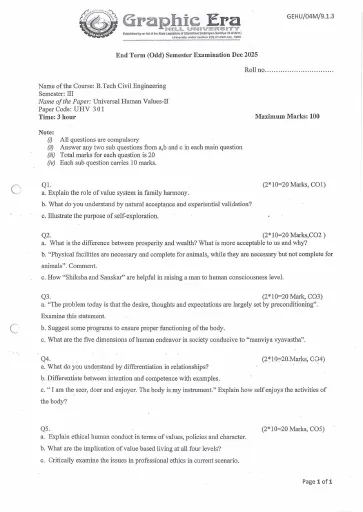 GEHU/04M/9.1.3
Graphic Era
HILL UNIVERSITY
End Term (Odd) Semester Examination Dec 2025
Roll no...............................
Name of the Course: B.Tech Civil Engineering
Semester: III
Name of the Paper: Universal Human Values-II
Paper Code: UHV 301
Time: 3 hour Maximum Marks: 100
Note:
(i) All questions are compulsory
(ii) Answer any two sub questions from a,b and c in each main question
(iii) Total marks for each question is 20
(iv) Each sub question carries 10 marks.
Q1. (2*10=20 Marks, CO1)
a. Explain the role of value system in family harmony.
b. What do you understand by natural acceptance and experiential validation?
c. Illustrate the purpose of self-exploration.
Q2. (2*10=20 Marks,CO2 )
a. What is the difference between prosperity and wealth? What is more acceptable to us and why?
b. "Physical facilities are necessary and complete for animals, while they are necessary but not complete for
animals". Comment.
c. How "Shiksha and Sanskar" are helpful in mising a man to human consciousness level.
Q3. (2*10=20 Mark, CO3)
a. "The problem today is that the desire, thoughts and expectations are largely set by preconditioning".
Examine this statement.
b. Suggest some programs to ensure proper functioning of the body.
c. What are the five dimensions of human endeavor in society conducive to "manviya vyavastha".
Q4. (2*10=20.Marks, CO4)
a. What do you understand by differentiation in relationships?
b. Differentiate between intention and competence with examples.
c. " I am the seer, doer and enjoyer. The body is my instrument." Explain how self enjoys the activities of
the body?
Q5. (2*10=20 Marks, CO5)
a. Explain ethical human conduct in terms of values, policies and character.
b. What are the implication of value based living at all four levels?
c. Critically examine the issues in professional ethics in current scenario.
Page 1 of 1